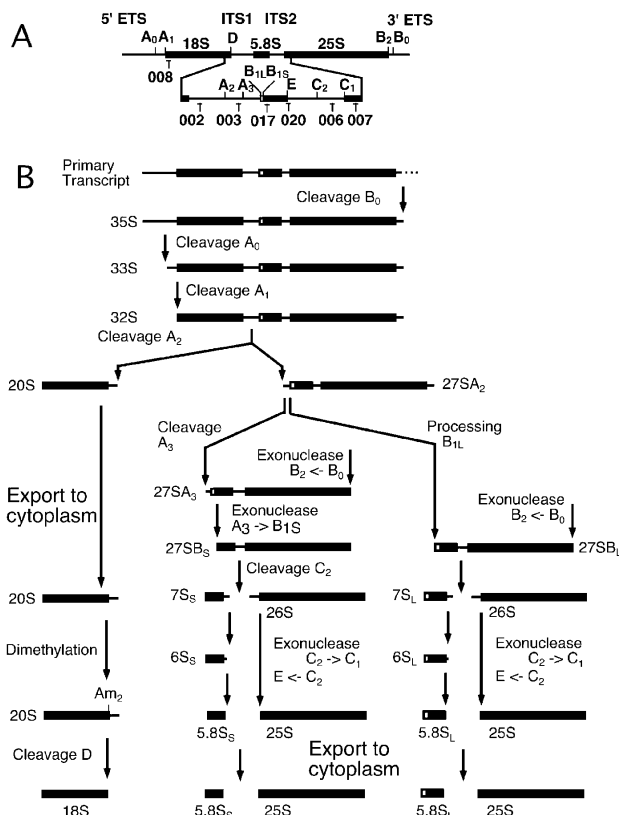 A
5' ETS ITS1 ITS2 3' ETS
A0 A1 18S D 5.8S 25S B2 B0
008 A2 A3 B1L B1S E C2 C1
002 003 017 020 006 007
B
Primary
Transcript
Cleavage B0
35S
Cleavage A0
33S
Cleavage A1
32S
Cleavage A2
20S 27SA2
Cleavage
A3
Processing
B1L
Exonuclease
B2 <- B0
27SA3
Exonuclease
A3 -> B1S
27SBS
Exonuclease
B2 <- B0
27SBL
Export to
cytoplasm
Cleavage C2
20S 7SS 26S 7SL 26S
Dimethylation
6SS
Exonuclease
C2 -> C1
E <- C2
6SL
Exonuclease
C2 -> C1
E <- C2
Am2
20S
5.8SS 25S 5.8SL 25S
Cleavage D
Export to
cytoplasm
18S 5.8SS 25S 5.8SL 25S